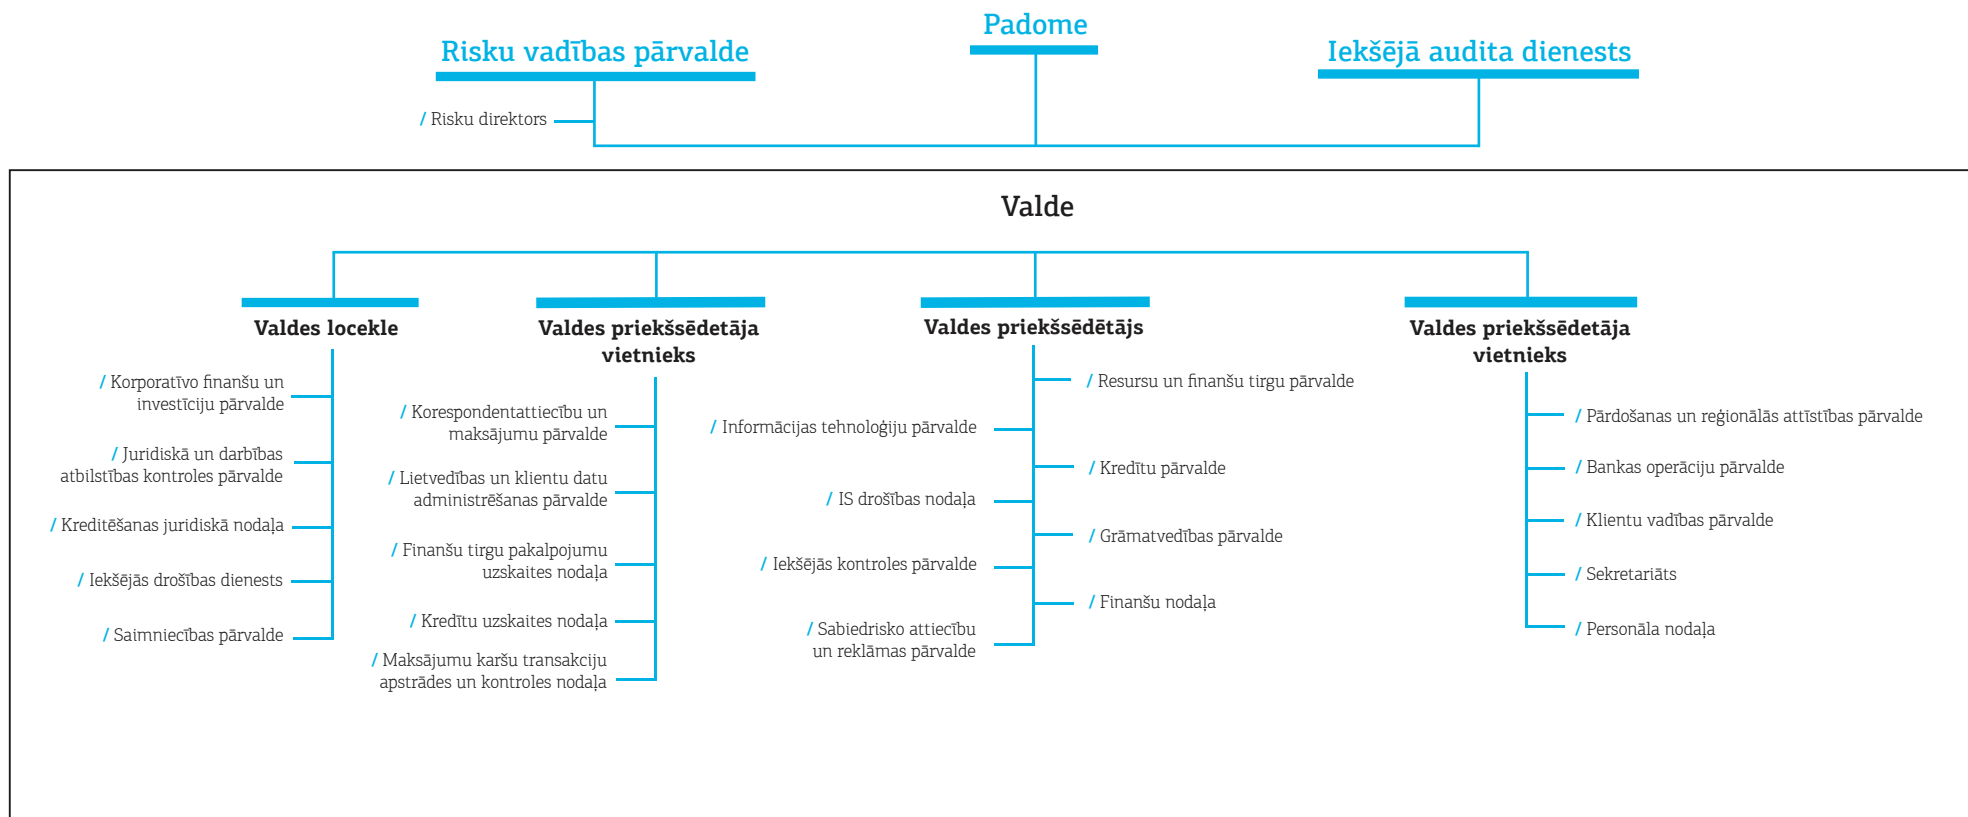 Padome
Risku vadības pārvalde
Iekšējā audita dienests
/ Risku direktors
Valde
Valdes locekle
/ Korporatīvo finanšu un
investīciju pārvalde
/ Juridiskā un darbības
atbilstības kontroles pārvalde
/ Kreditēšanas juridiskā nodaļa
/ Iekšējās drošības dienests
/ Saimniecības pārvalde
Valdes priekšsēdetāja
vietnieks
/ Korespondentattiecību un
maksājumu pārvalde
/ Lietvedības un klientu datu
administrēšanas pārvalde
/ Finanšu tirgu pakalpojumu
uzskaites nodaļa
/ Kredītu uzskaites nodaļa
/ Maksājumu karšu transakciju
apstrādes un kontroles nodaļa
Valdes priekšsēdētājs
/ Resursu un finanšu tirgu pārvalde
/ Informācijas tehnoloģiju pārvalde
/ Kredītu pārvalde
/ IS drošības nodaļa
/ Grāmatvedības pārvalde
/ Iekšējās kontroles pārvalde
/ Finanšu nodaļa
/ Sabiedrisko attiecību
un reklāmas pārvalde
Valdes priekšsēdetāja
vietnieks
/ Pārdošanas un reģionālās attīstības pārvalde
/ Bankas operāciju pārvalde
/ Klientu vadības pārvalde
/ Sekretariāts
/ Personāla nodaļa